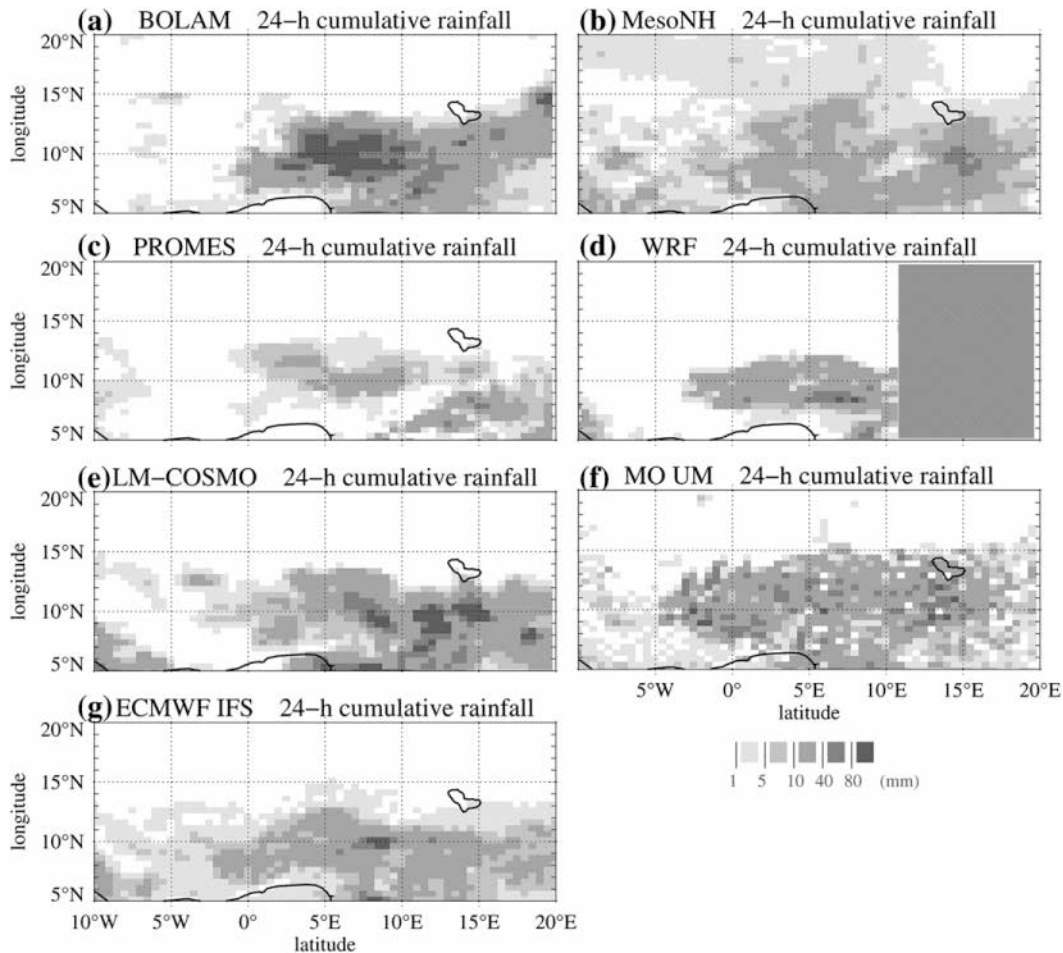 (a) BOLAM 24-h cumulative rainfall
(b) MesoNH 24-h cumulative rainfall
20°N
15°N
10°N
5°N
longitude
(c) PROMES 24-h cumulative rainfall
(d) WRF 24-h cumulative rainfall
20°N
15°N
10°N
5°N
longitude
(e) LM-COSMO 24-h cumulative rainfall
(f) MO UM 24-h cumulative rainfall
20°N
15°N
10°N
5°N
longitude
5°W 0° 5°E 10°E 15°E 20°E
latitude
(g) ECMWF IFS 24-h cumulative rainfall
20°N
15°N
10°N
5°N
longitude
10°W 5°W 0° 5°E 10°E 15°E 20°E
latitude
1 5 10 40 80 (mm)